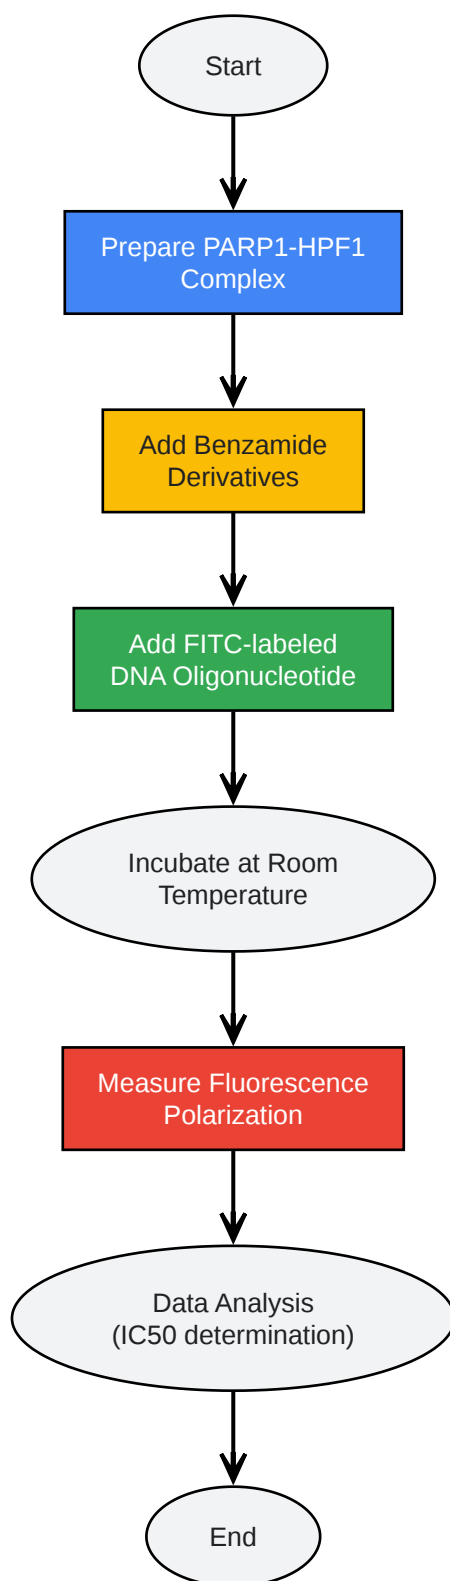 Start
Prepare PARP1-HPF1
Complex
Add Benzamide
Derivatives
Add FITC-labeled
DNA Oligonucleotide
Incubate at Room
Temperature
Measure Fluorescence
Polarization
Data Analysis
(IC50 determination)
End